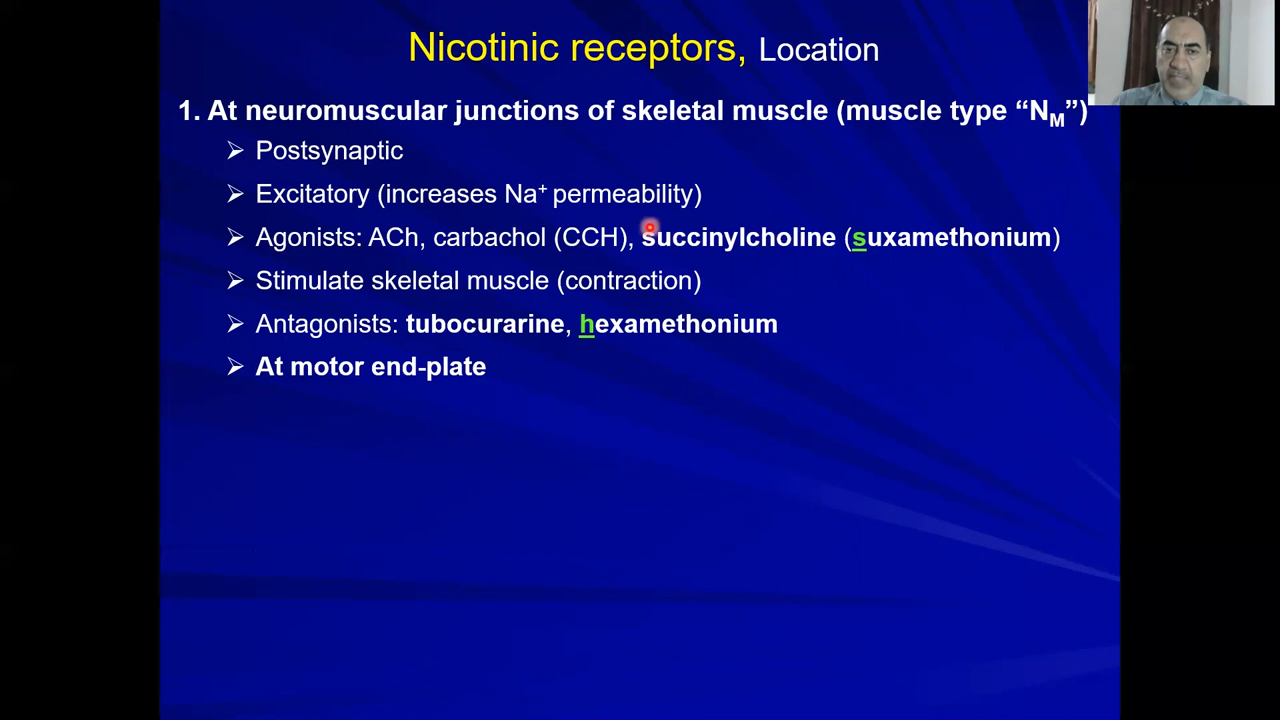 Nicotinic receptors, Location
1. At neuromuscular junctions of skeletal muscle (muscle type “NM”)
➢ Postsynaptic
➢ Excitatory (increases Na⁺ permeability)
➢ Agonists: ACh, carbachol (CCH), succinylcholine (suxamethonium)
➢ Stimulate skeletal muscle (contraction)
➢ Antagonists: tubocurarine, hexamethonium
➢ At motor end-plate